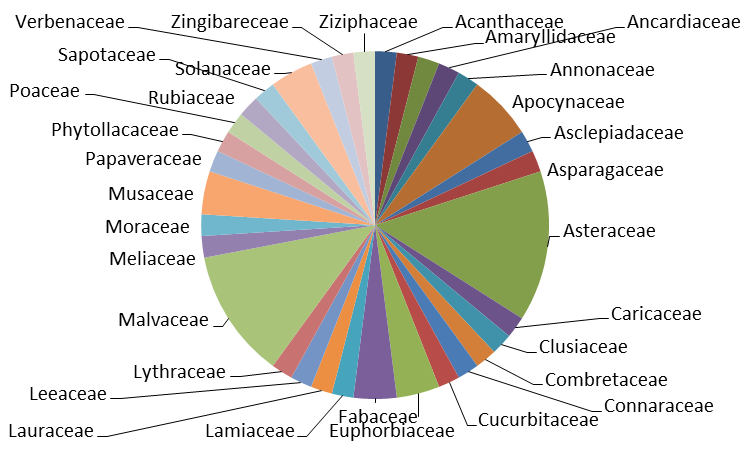 Verbenaceae
Zingibareceae
Ziziphaceae
Acanthaceae
Amaryllidaceae
Ancardiaceae
Annonaceae
Apocynaceae
Asclepiadaceae
Asparagaceae
Asteraceae
Caricaceae
Clusiaceae
Combretaceae
Connaraceae
Cucurbitaceae
Euphorbiaceae
Fabaceae
Lamiaceae
Lauraceae
Leeaceae
Lythraceae
Malvaceae
Meliaceae
Moraceae
Musaceae
Papaveraceae
Phytollacaceae
Poaceae
Rubiaceae
Sapotaceae
Solanaceae